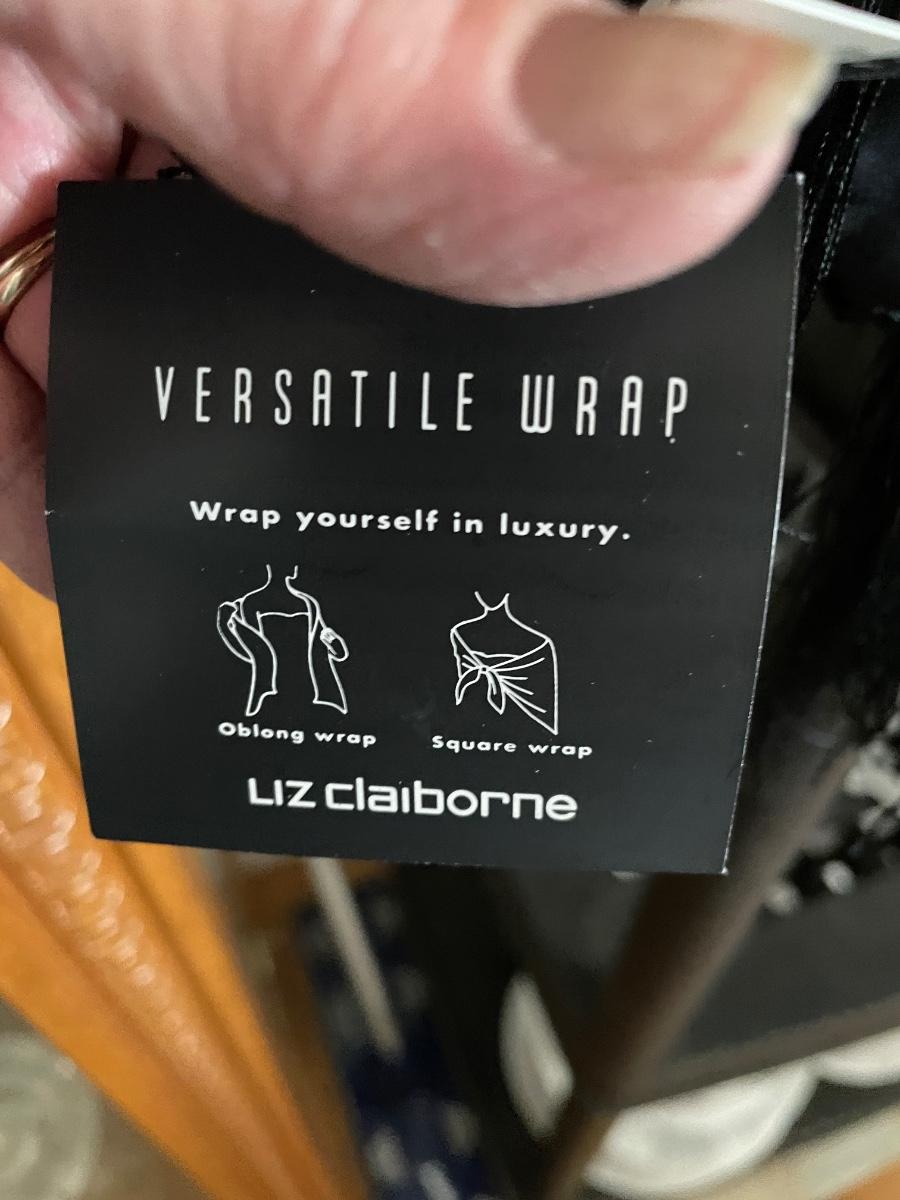 VERSATILE WRAP
Wrap yourself in luxury.
Oblong wrap
Square wrap
Liz claiborne